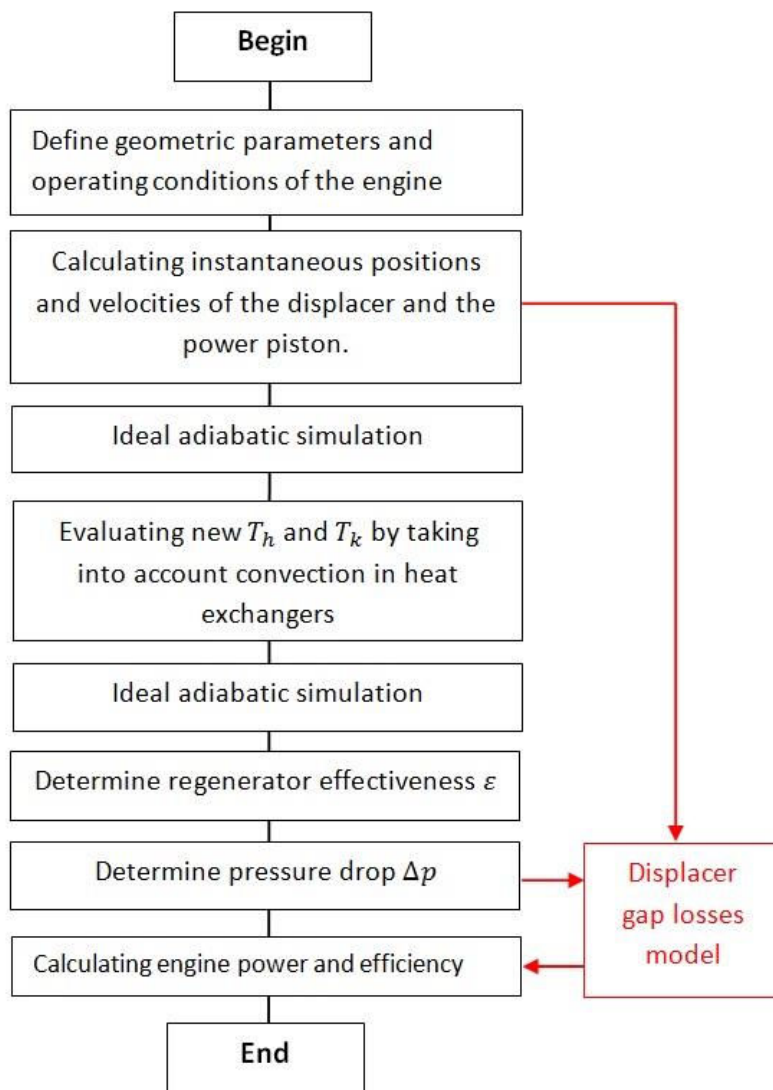 Begin
Define geometric parameters and
operating conditions of the engine
Calculating instantaneous positions
and velocities of the displacer and the
power piston.
Ideal adiabatic simulation
Evaluating new T_h and T_k by taking
into account convection in heat
exchangers
Ideal adiabatic simulation
Determine regenerator effectiveness ε
Determine pressure drop Δp
Displacer
gap losses
model
Calculating engine power and efficiency
End